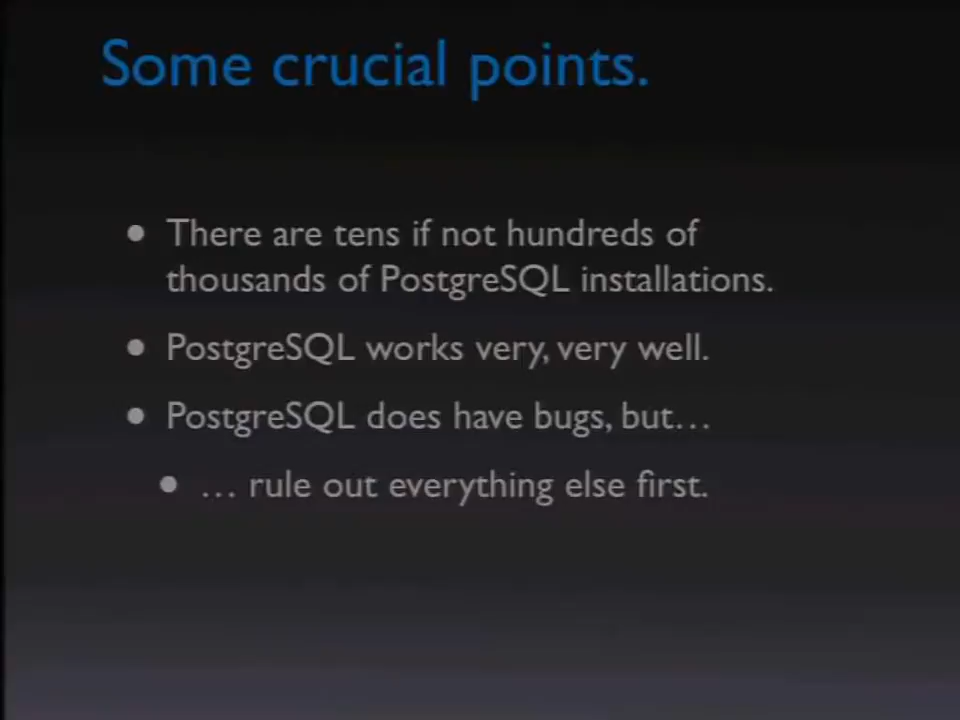 Some crucial points.
• There are tens if not hundreds of
thousands of PostgreSQL installations.
• PostgreSQL works very, very well.
• PostgreSQL does have bugs, but…
• … rule out everything else first.